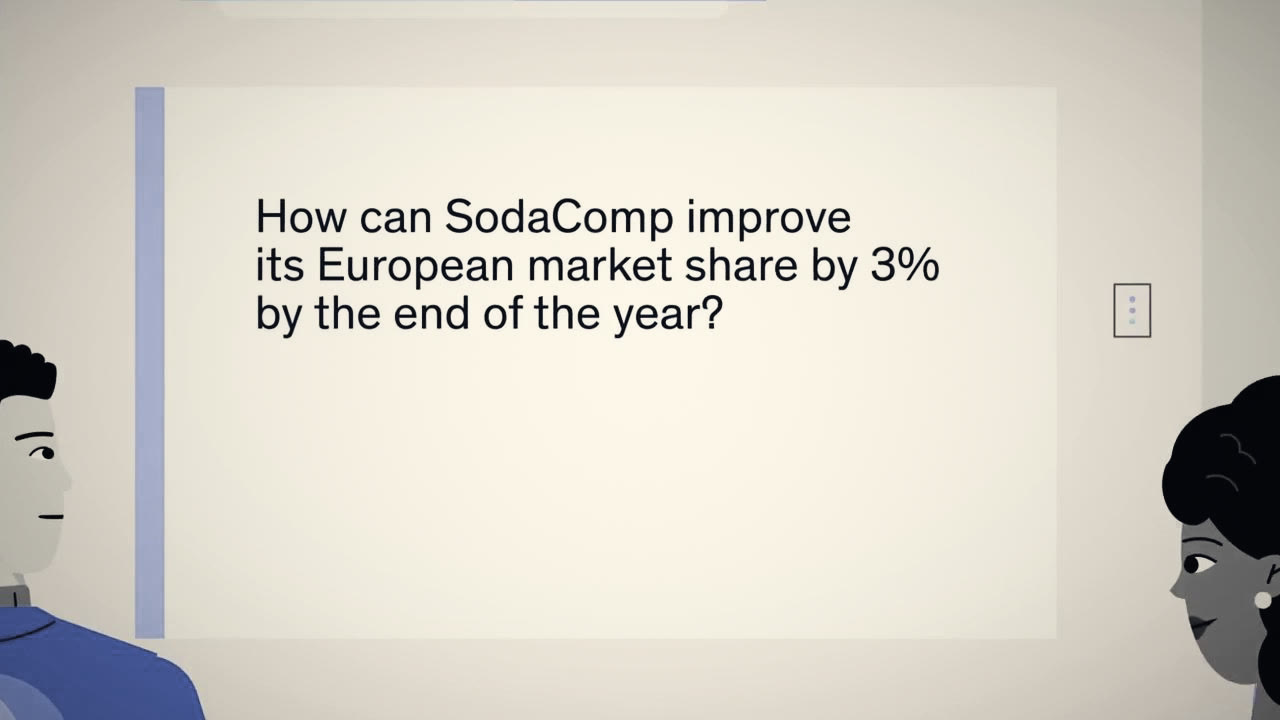 How can SodaComp improve
its European market share by 3%
by the end of the year?